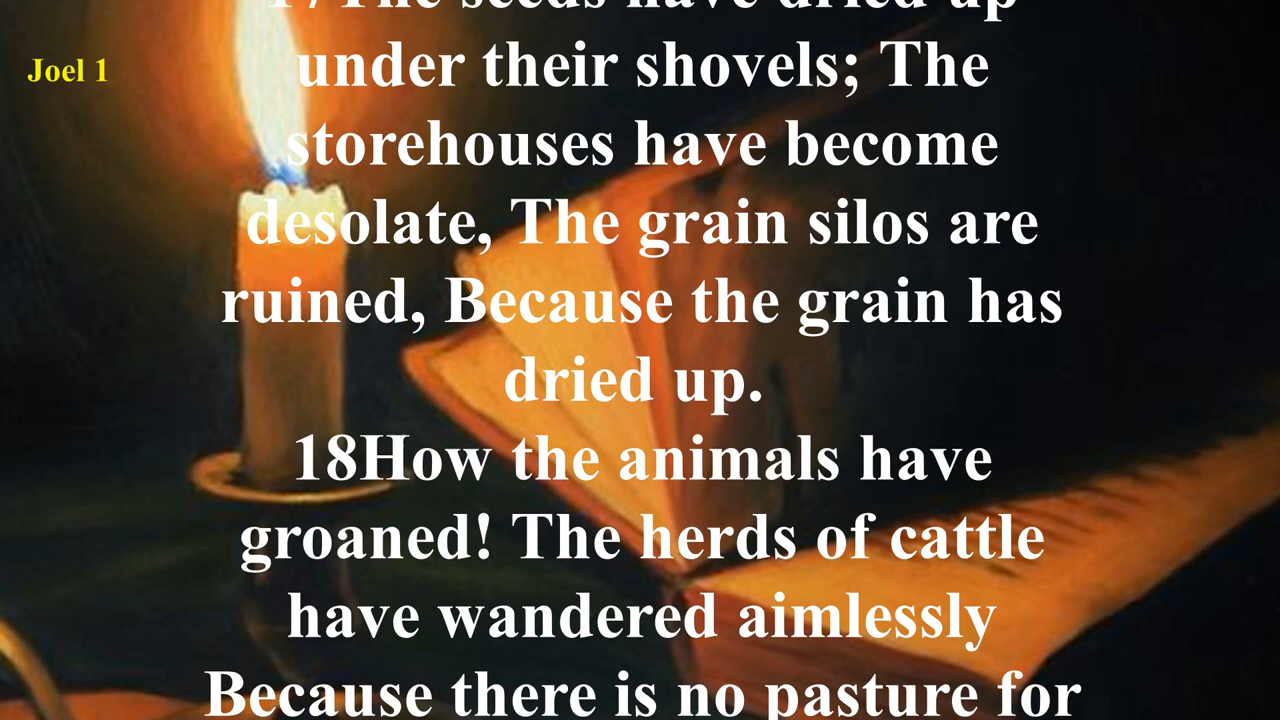 Joel 1
17The seeds have dried up
under their shovels; The
storehouses have become
desolate, The grain silos are
ruined, Because the grain has
dried up.
18How the animals have
groaned! The herds of cattle
have wandered aimlessly
Because there is no pasture for